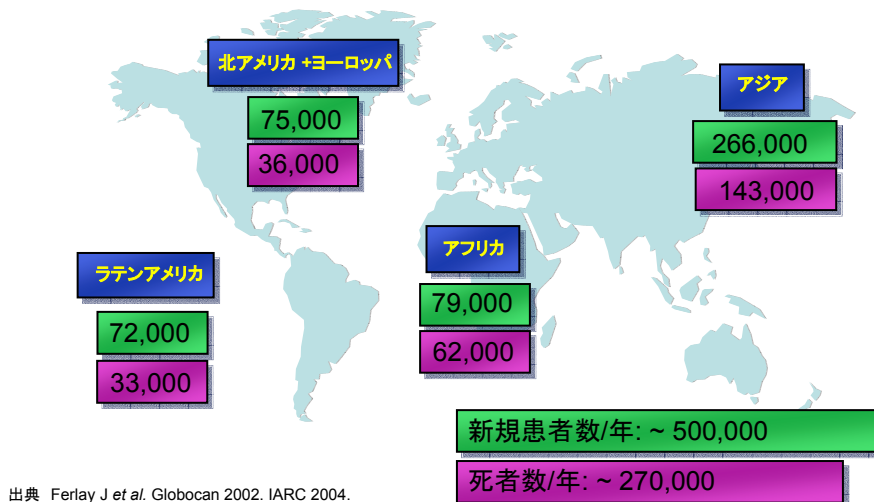 北アメリカ +ヨーロッパ
75,000
36,000
アジア
266,000
143,000
ラテンアメリカ
72,000
33,000
アフリカ
79,000
62,000
新規患者数/年: ~ 500,000
死者数/年: ~ 270,000
出典 Ferlay J et al. Globocan 2002. IARC 2004.